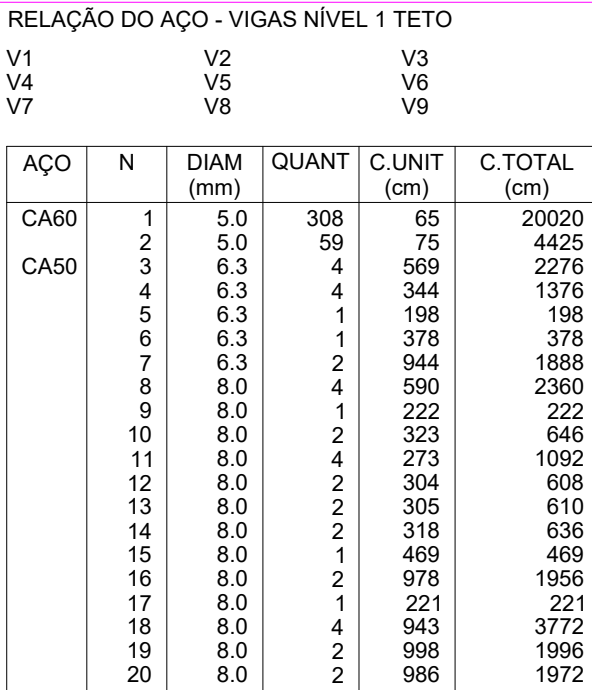 RELAÇÃO DO AÇO - VIGAS NÍVEL 1 TETO
V1 V2 V3
V4 V5 V6
V7 V8 V9
AÇO N DIAM QUANT C.UNIT C.TOTAL
(mm) (cm) (cm)
CA60 1 5.0 308 65 20020
2 5.0 59 75 4425
CA50 3 6.3 4 569 2276
4 6.3 4 344 1376
5 6.3 1 198 198
6 6.3 1 378 378
7 6.3 2 944 1888
8 8.0 4 590 2360
9 8.0 1 222 222
10 8.0 2 323 646
11 8.0 4 273 1092
12 8.0 2 304 608
13 8.0 2 305 610
14 8.0 2 318 636
15 8.0 1 469 469
16 8.0 2 978 1956
17 8.0 1 221 221
18 8.0 4 943 3772
19 8.0 2 998 1996
20 8.0 2 986 1972